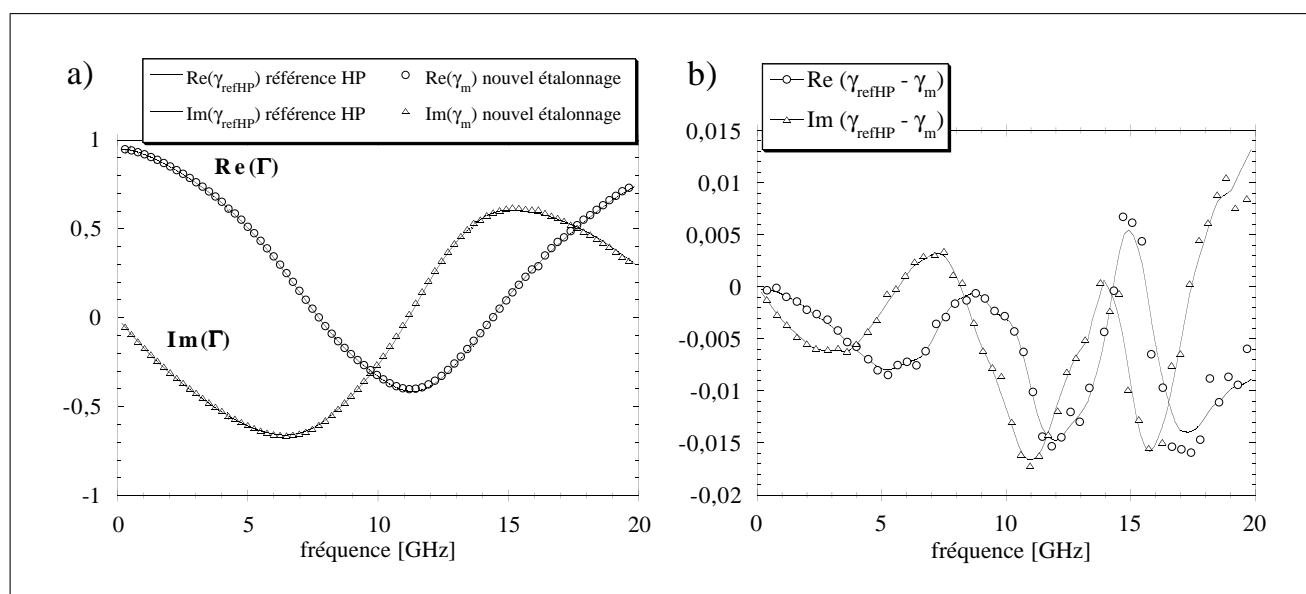 a)
Re(γrefHP) référence HP
Re(γm) nouvel étalonnage
Im(γrefHP) référence HP
Im(γm) nouvel étalonnage
1
0.5
0
-0.5
-1
Re(Γ)
Im(Γ)
0 5 10 15 20
fréquence [GHz]
b)
Re (γrefHP - γm)
Im (γrefHP - γm)
0,015
0,01
0,005
0
-0,005
-0,01
-0,015
-0,02
0 5 10 15 20
fréquence [GHz]